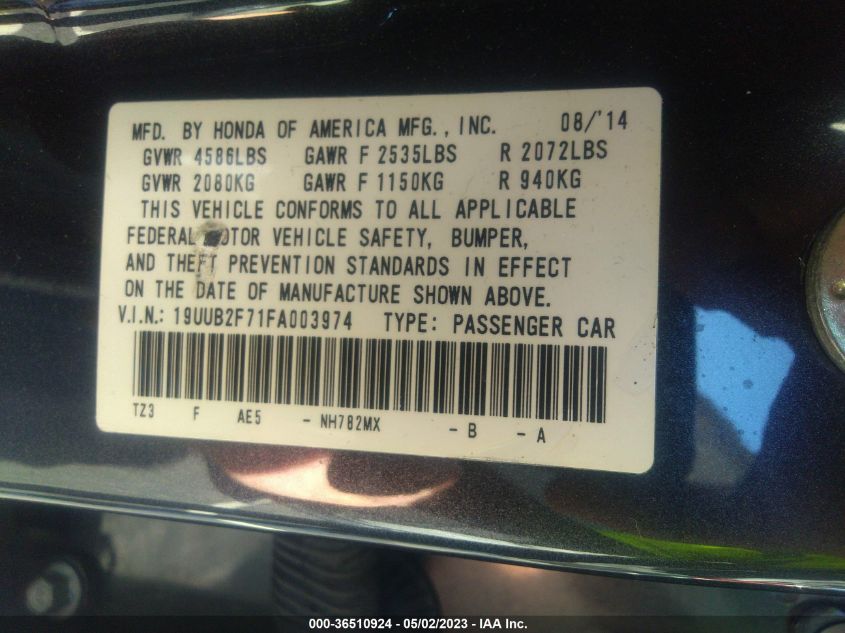 MFD. BY HONDA OF AMERICA MFG., INC. 08/'14
GVWR 4586LBS GAWR F 2535LBS R 2072LBS
GVWR 2080KG GAWR F 1150KG R 940KG
THIS VEHICLE CONFORMS TO ALL APPLICABLE
FEDERAL MOTOR VEHICLE SAFETY, BUMPER,
AND THEFT PREVENTION STANDARDS IN EFFECT
ON THE DATE OF MANUFACTURE SHOWN ABOVE.
V.I.N.: 19UUB2F71FA003974 TYPE: PASSENGER CAR
TZ3 F AE5 - NH782MX - B - A
000-36510924 - 05/02/2023 - IAA Inc.